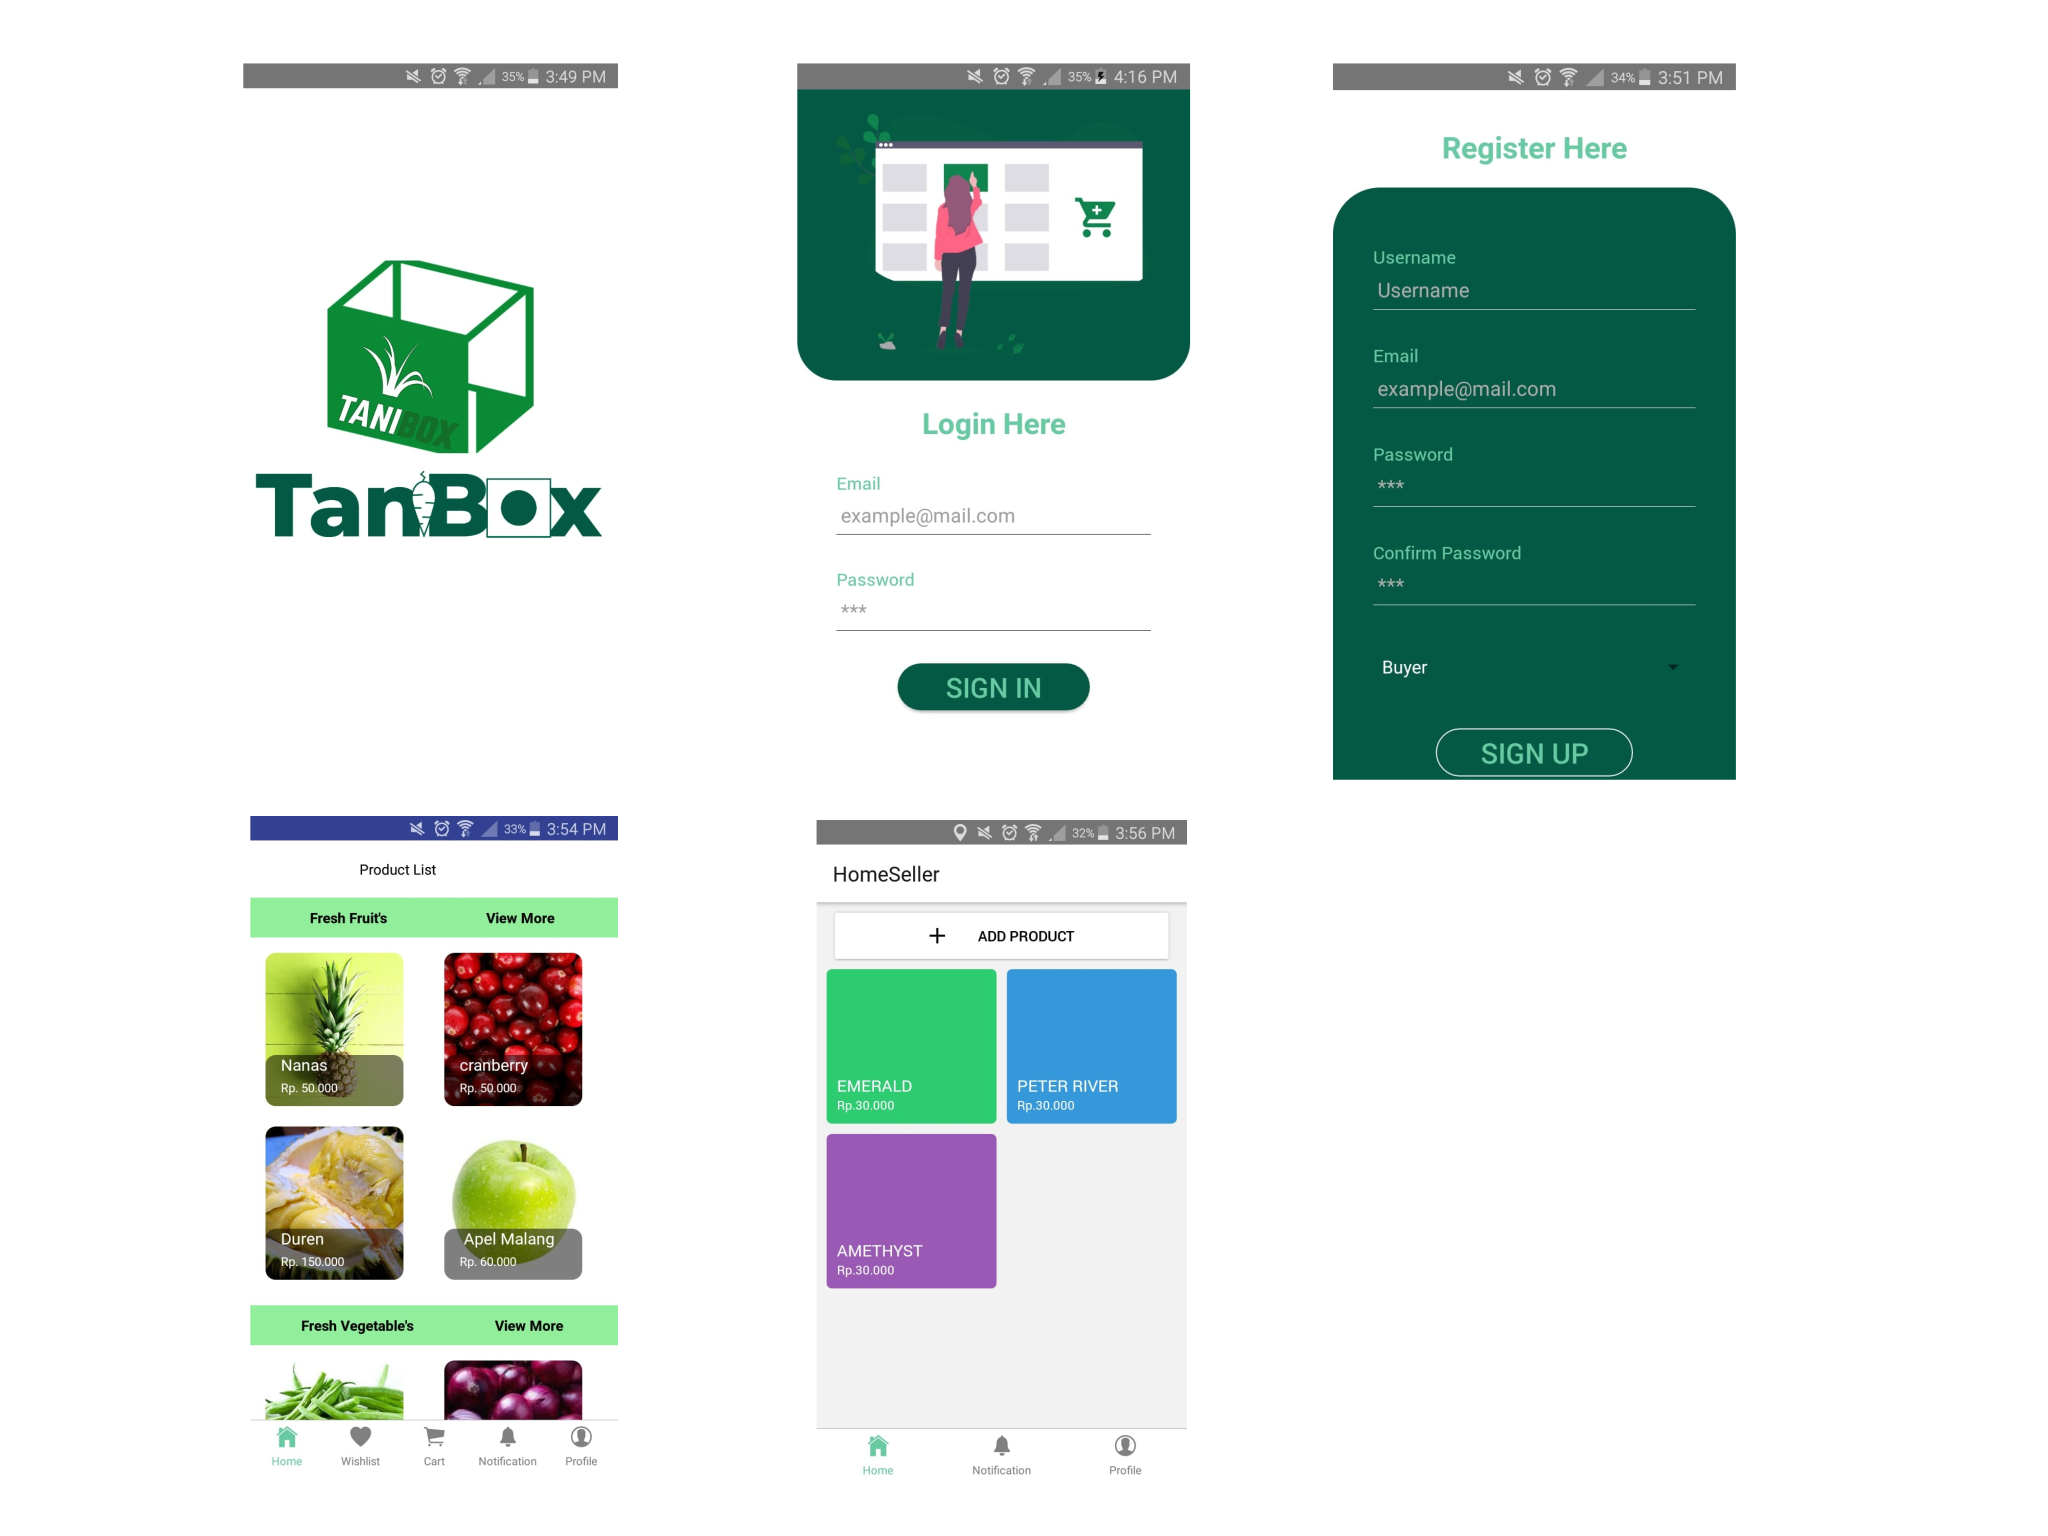 35% 3:49 PM
TANIBOX
TaniBox
35% 4:16 PM
Login Here
Email
example@mail.com
Password
***
SIGN IN
34% 3:51 PM
Register Here
Username
Username
Email
example@mail.com
Password
***
Confirm Password
***
Buyer
SIGN UP
33% 3:54 PM
Product List
Fresh Fruit's View More
Nanas
Rp. 50.000
cranberry
Rp. 50.000
Duren
Rp. 150.000
Apel Malang
Rp. 60.000
Fresh Vegetable's View More
Home Wishlist Cart Notification Profile
32% 3:56 PM
HomeSeller
ADD PRODUCT
EMERALD
Rp.30.000
PETER RIVER
Rp.30.000
AMETHYST
Rp.30.000
Home Notification Profile